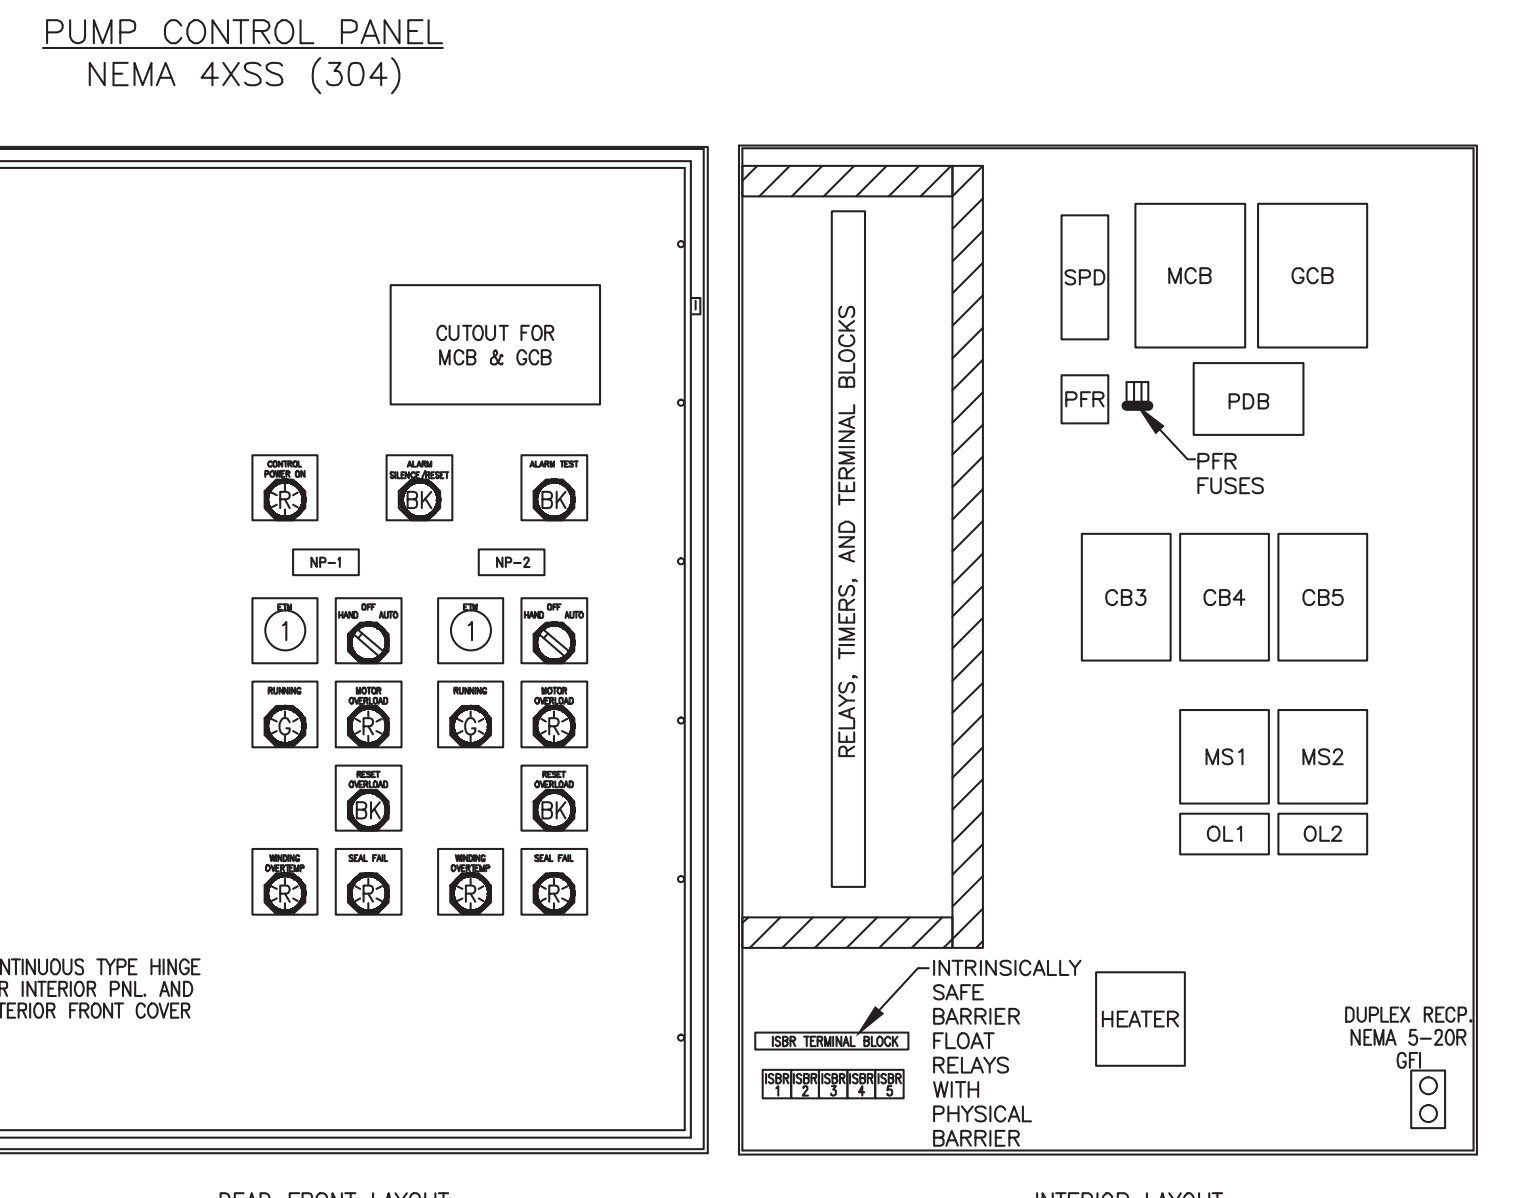 PUMP CONTROL PANEL
NEMA 4XSS (304)
CUTOUT FOR
MCB & GCB
CONTROL
POWER ON
R
ALARM
SILENCE/RESET
BK
ALARM TEST
BK
NP-1
NP-2
ETM
1
HAND OFF AUTO
ETM
1
HAND OFF AUTO
RUNNING
G
MOTOR
OVERLOAD
R
RUNNING
G
MOTOR
OVERLOAD
R
RESET
OVERLOAD
BK
RESET
OVERLOAD
BK
WINDING
OVERTEMP
R
SEAL FAIL
R
WINDING
OVERTEMP
R
SEAL FAIL
R
NTINUOUS TYPE HINGE
R INTERIOR PNL. AND
TERIOR FRONT COVER
DEAD FRONT LAYOUT
RELAYS, TIMERS, AND TERMINAL BLOCKS
SPD
MCB
GCB
PFR
PDB
PFR
FUSES
CB3
CB4
CB5
MS1
MS2
OL1
OL2
INTRINSICALLY
SAFE
BARRIER
FLOAT
RELAYS
WITH
PHYSICAL
BARRIER
ISBR TERMINAL BLOCK
ISBR
1
ISBR
2
ISBR
3
ISBR
4
ISBR
5
HEATER
DUPLEX RECP.
NEMA 5-20R
GFI
INTERIOR LAYOUT